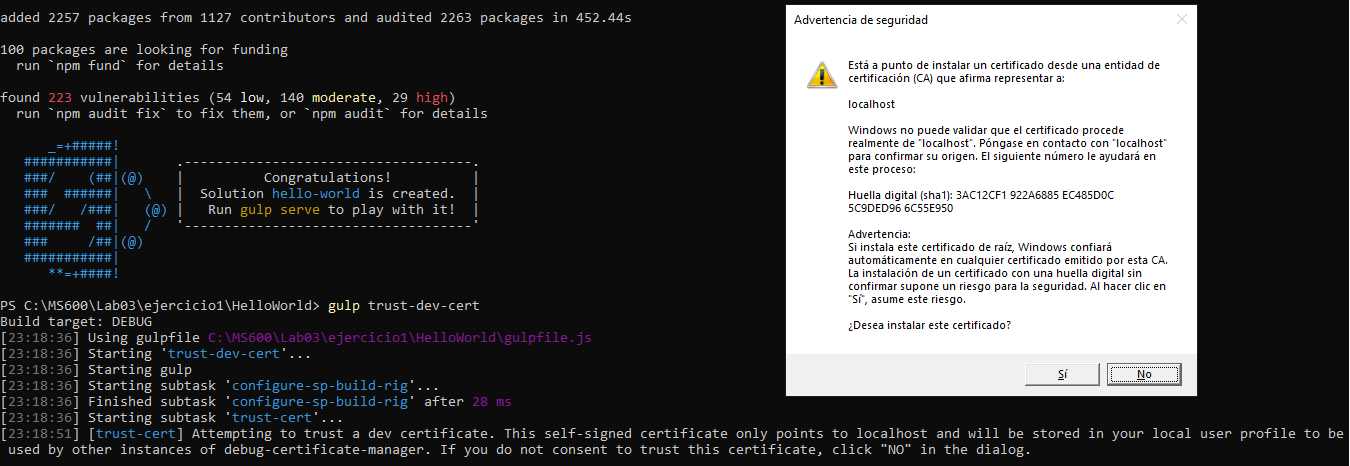 added 2257 packages from 1127 contributors and audited 2263 packages in 452.44s
100 packages are looking for funding
run `npm fund` for details
found 223 vulnerabilities (54 low, 140 moderate, 29 high)
run `npm audit fix` to fix them, or `npm audit` for details
_=+#####!
###########|
###/    (##|(@)
###  ######|   \
###/   /###|   (@)
#######  ##|   /
###     /##|(@)
###########|
**=+####!
.-----------------------------------.
|          Congratulations!         |
|  Solution hello-world is created.  |
|   Run gulp serve to play with it!  |
'-----------------------------------'
PS C:\MS600\Lab03\ejercicio1\HelloWorld> gulp trust-dev-cert
Build target: DEBUG
[23:18:36] Using gulpfile C:\MS600\Lab03\ejercicio1\HelloWorld\gulpfile.js
[23:18:36] Starting 'trust-dev-cert'...
[23:18:36] Starting gulp
[23:18:36] Starting subtask 'configure-sp-build-rig'...
[23:18:36] Finished subtask 'configure-sp-build-rig' after 28 ms
[23:18:36] Starting subtask 'trust-cert'...
[23:18:51] [trust-cert] Attempting to trust a dev certificate. This self-signed certificate only points to localhost and will be stored in your local user profile to be
used by other instances of debug-certificate-manager. If you do not consent to trust this certificate, click "NO" in the dialog.
Advertencia de seguridad
Está a punto de instalar un certificado desde una entidad de
certificación (CA) que afirma representar a:
localhost
Windows no puede validar que el certificado procede
realmente de "localhost". Póngase en contacto con "localhost"
para confirmar su origen. El siguiente número le ayudará en
este proceso:
Huella digital (sha1): 3AC12CF1 922A6885 EC485D0C
5C9DED96 6C55E950
Advertencia:
Si instala este certificado de raíz, Windows confiará
automáticamente en cualquier certificado emitido por esta CA.
La instalación de un certificado con una huella digital sin
confirmar supone un riesgo para la seguridad. Al hacer clic en
"Sí", asume este riesgo.
¿Desea instalar este certificado?
Sí
No